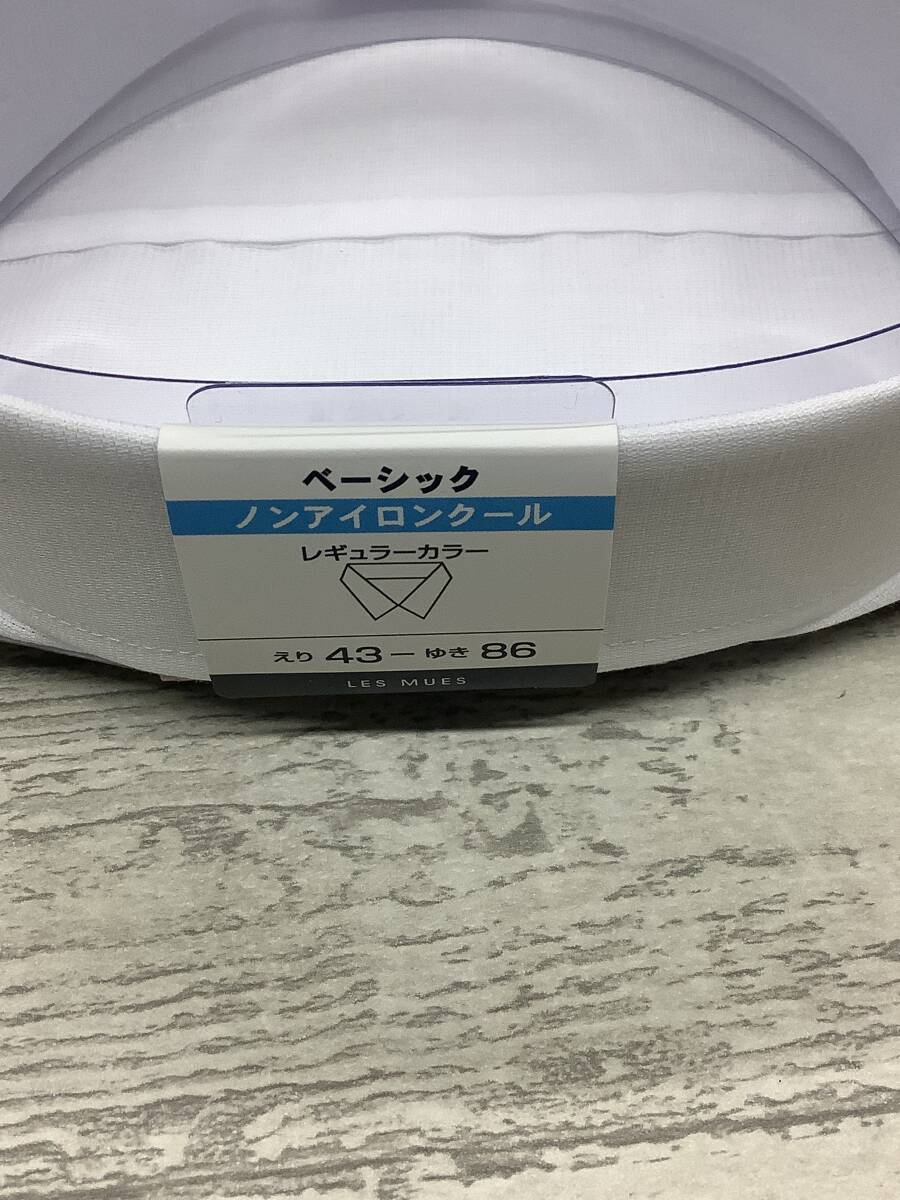 ベーシック
ノンアイロンクール
レギュラーカラー
えり 43 － ゆき 86
LES MUES